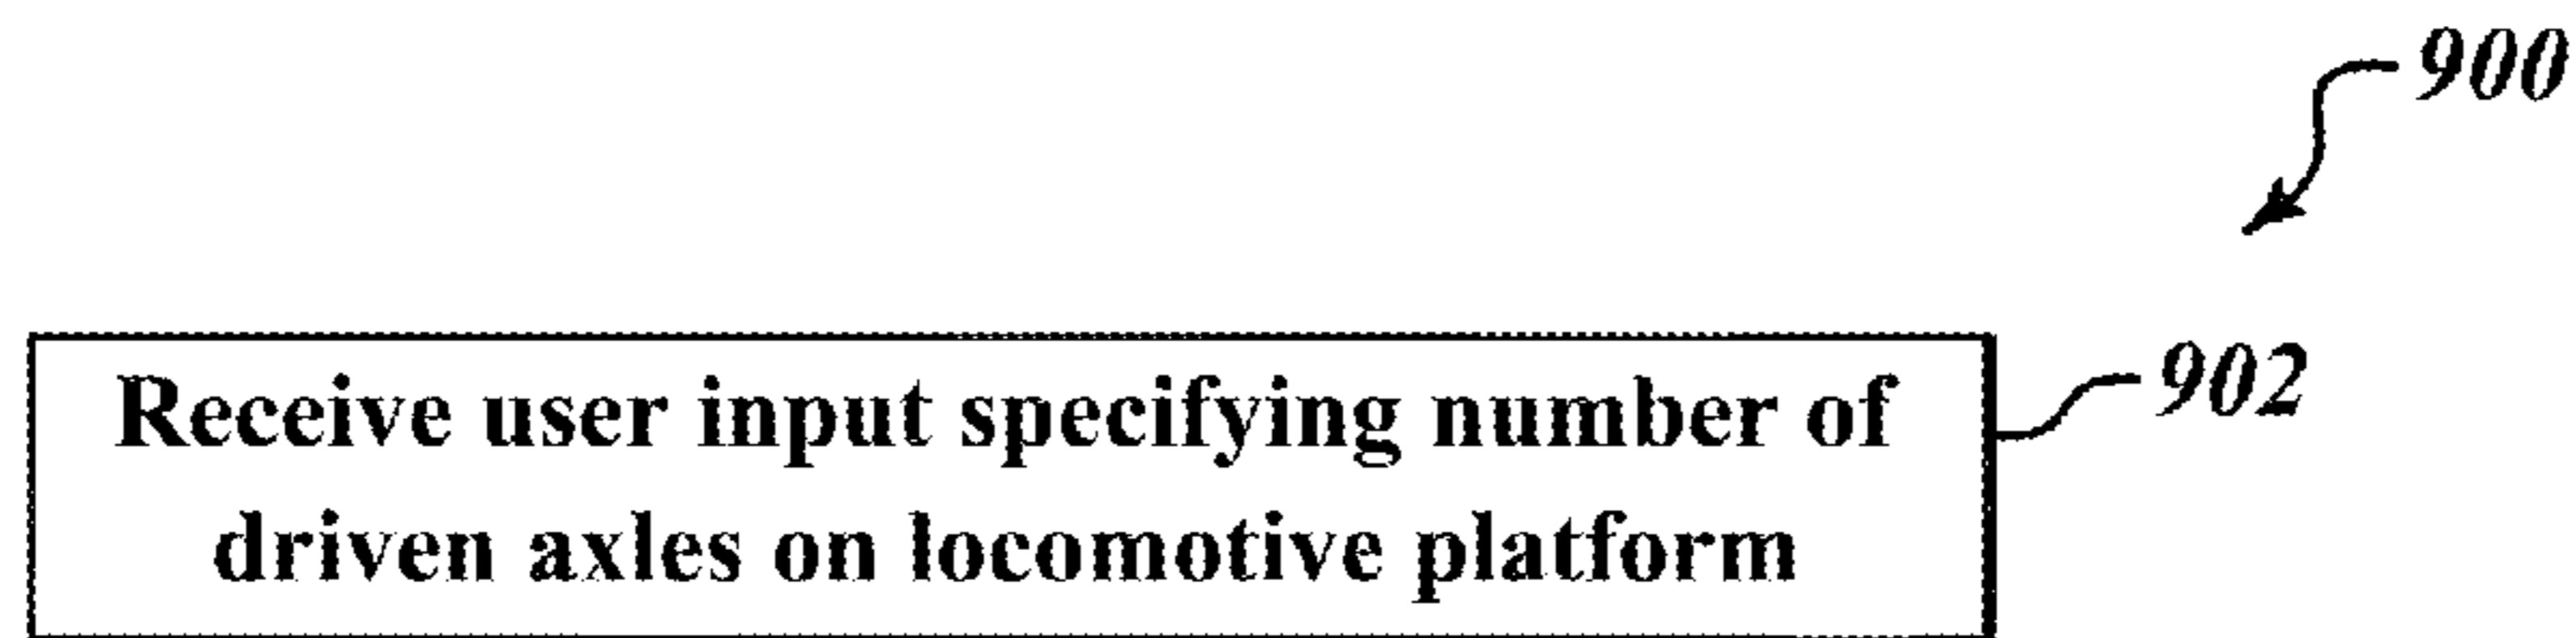 900
Receive user input specifying number of
driven axles on locomotive platform
902